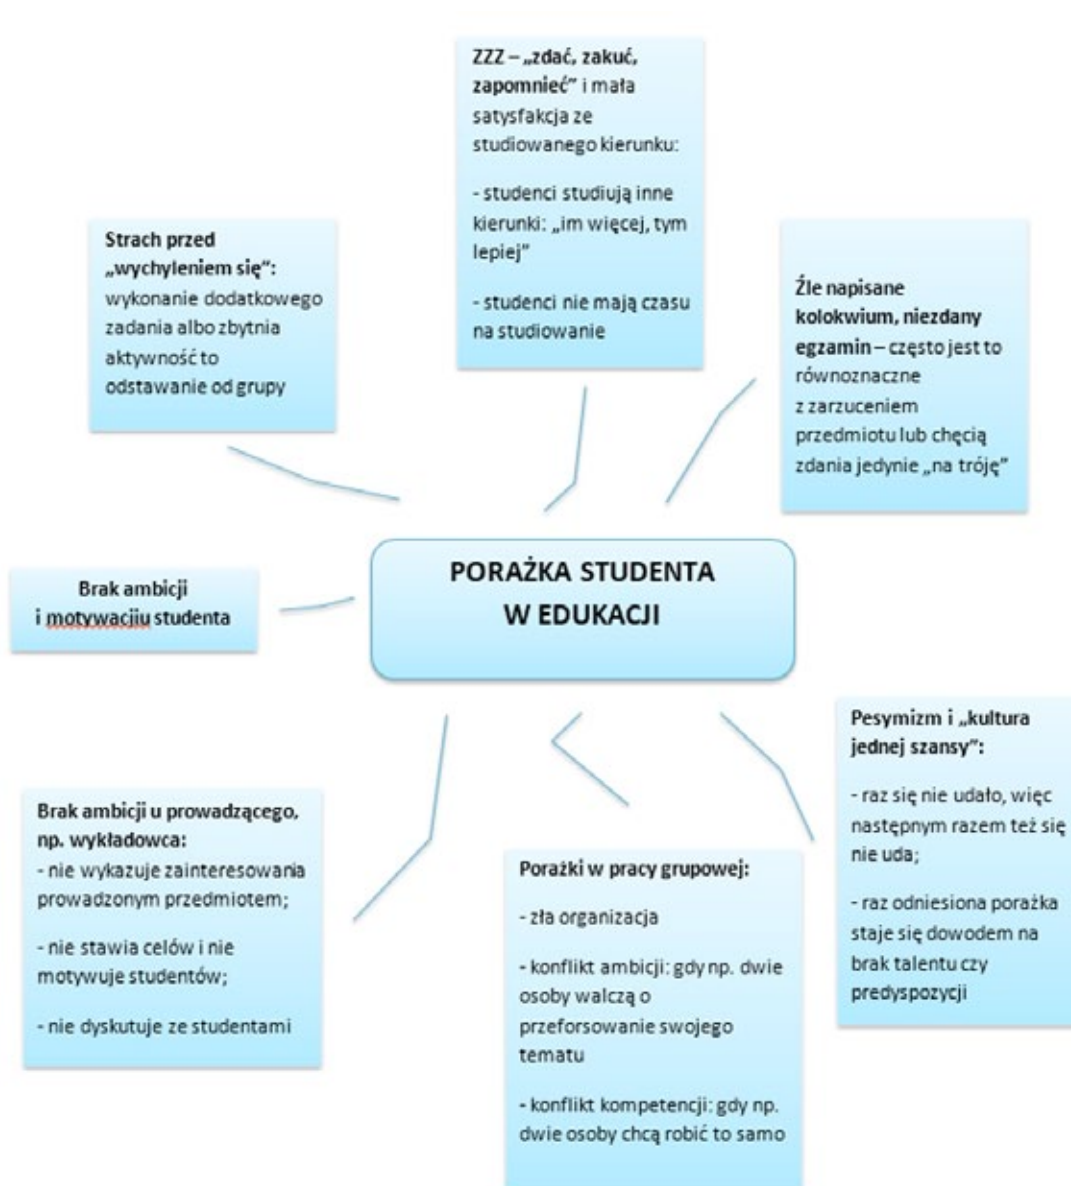 ZZZ – „zdać, zakuć,
zapomnieć” i mała
satysfakcja ze
studiowanego kierunku:
- studenci studiują inne
kierunki: „im więcej, tym
lepiej”
- studenci nie mają czasu
na studiowanie
Strach przed
„wychyleniem się“:
wykonanie dodatkowego
zadania albo zbytnia
aktywność to
odstawanie od grupy
Źle napisane
kolokwium, niezdany
egzamin – często jest to
równoznaczne
z zarzuceniem
przedmiotu lub chęcią
zdania jedynie „na tróję”
PORAŻKA STUDENTA
W EDUKACJI
Brak ambicji
i motywacjiu studenta
Pesymizm i „kultura
jednej szansy”:
- raz się nie udało, więc
następnym razem też się
nie uda;
- raz odniesiona porażka
staje się dowodem na
brak talentu czy
predyspozycji
Brak ambicji u prowadzącego,
np. wykładowca:
- nie wykazuje zainteresowania
prowadzonym przedmiotem;
- nie stawia celów i nie
motywuje studentów;
- nie dyskutuje ze studentami
Porażki w pracy grupowej:
- zła organizacja
- konflikt ambicji: gdy np. dwie
osoby walczą o
przeforsowanie swojego
tematu
- konflikt kompetencji: gdy np.
dwie osoby chcą robić to samo